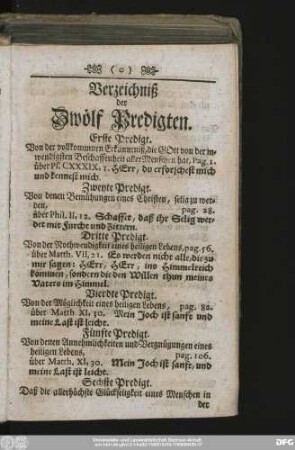 ( o )
Verzeichniß
der
Zwölf Predigten.
Erste Predigt.
Von der vollkommnen Erkänntniß, die GOtt von der in-
wendigsten Beschaffenheit aller Menschen hat, Pag. 1.
über Ps. CXXXIX. 1. HErr, du erforschest mich
und kennest mich.
Zweyte Predigt.
Von denen Bemühungen eines Christen, selig zu wer-
den, pag. 28.
über Phil. II, 12. Schaffet, daß ihr Selig wer-
det mit Furcht und Zittern.
Dritte Predigt.
Von der Nothwendigkeit eines heiligen Lebens, pag. 56.
über Matth. VII, 21. Es werden nicht alle, die zu
mir sagen: HErr, HErr, ins Himmelreich
kommen, sondern die den Willen thun meines
Vaters im Himmel.
Vierdte Predigt.
Von der Möglichkeit eines heiligen Lebens, pag. 82.
über Matth. XI, 30. Mein Joch ist sanft und
meine Last ist leicht.
Fünfte Predigt.
Von denen Annehmlichkeiten und Vergnügungen eines
heiligen Lebens, pag. 106.
über Matth. XI, 30. Mein Joch ist sanft, und
meine Last ist leicht.
Sechste Predigt.
Daß die allerhöchste Glückseligkeit eines Menschen in
der